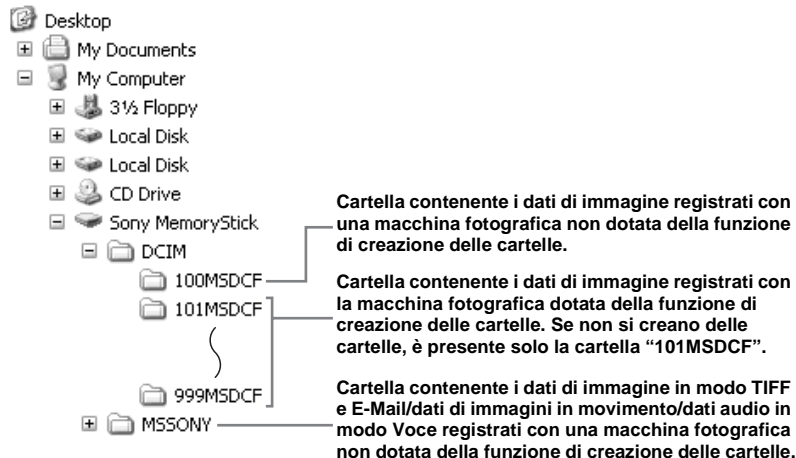 Desktop
My Documents
My Computer
3½ Floppy
Local Disk
Local Disk
CD Drive
Sony MemoryStick
DCIM
100MSDCF
101MSDCF
999MSDCF
MSSONY
Cartella contenente i dati di immagine registrati con
una macchina fotografica non dotata della funzione
di creazione delle cartelle.
Cartella contenente i dati di immagine registrati con
la macchina fotografica dotata della funzione di
creazione delle cartelle. Se non si creano delle
cartelle, è presente solo la cartella “101MSDCF”.
Cartella contenente i dati di immagine in modo TIFF
e E-Mail/dati di immagini in movimento/dati audio in
modo Voce registrati con una macchina fotografica
non dotata della funzione di creazione delle cartelle.